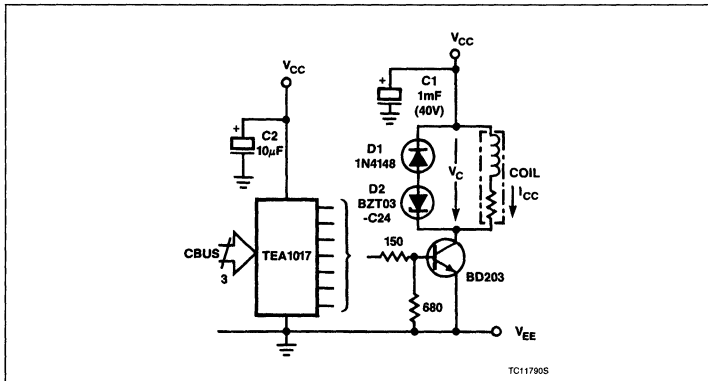 VCC
VCC
+
C1
1mF
(40V)
+
C2
10μF
D1
1N4148
VC
COIL
ICC
D2
BZT03
-C24
150
CBUS
3
TEA1017
BD203
680
VEE
TC11790S